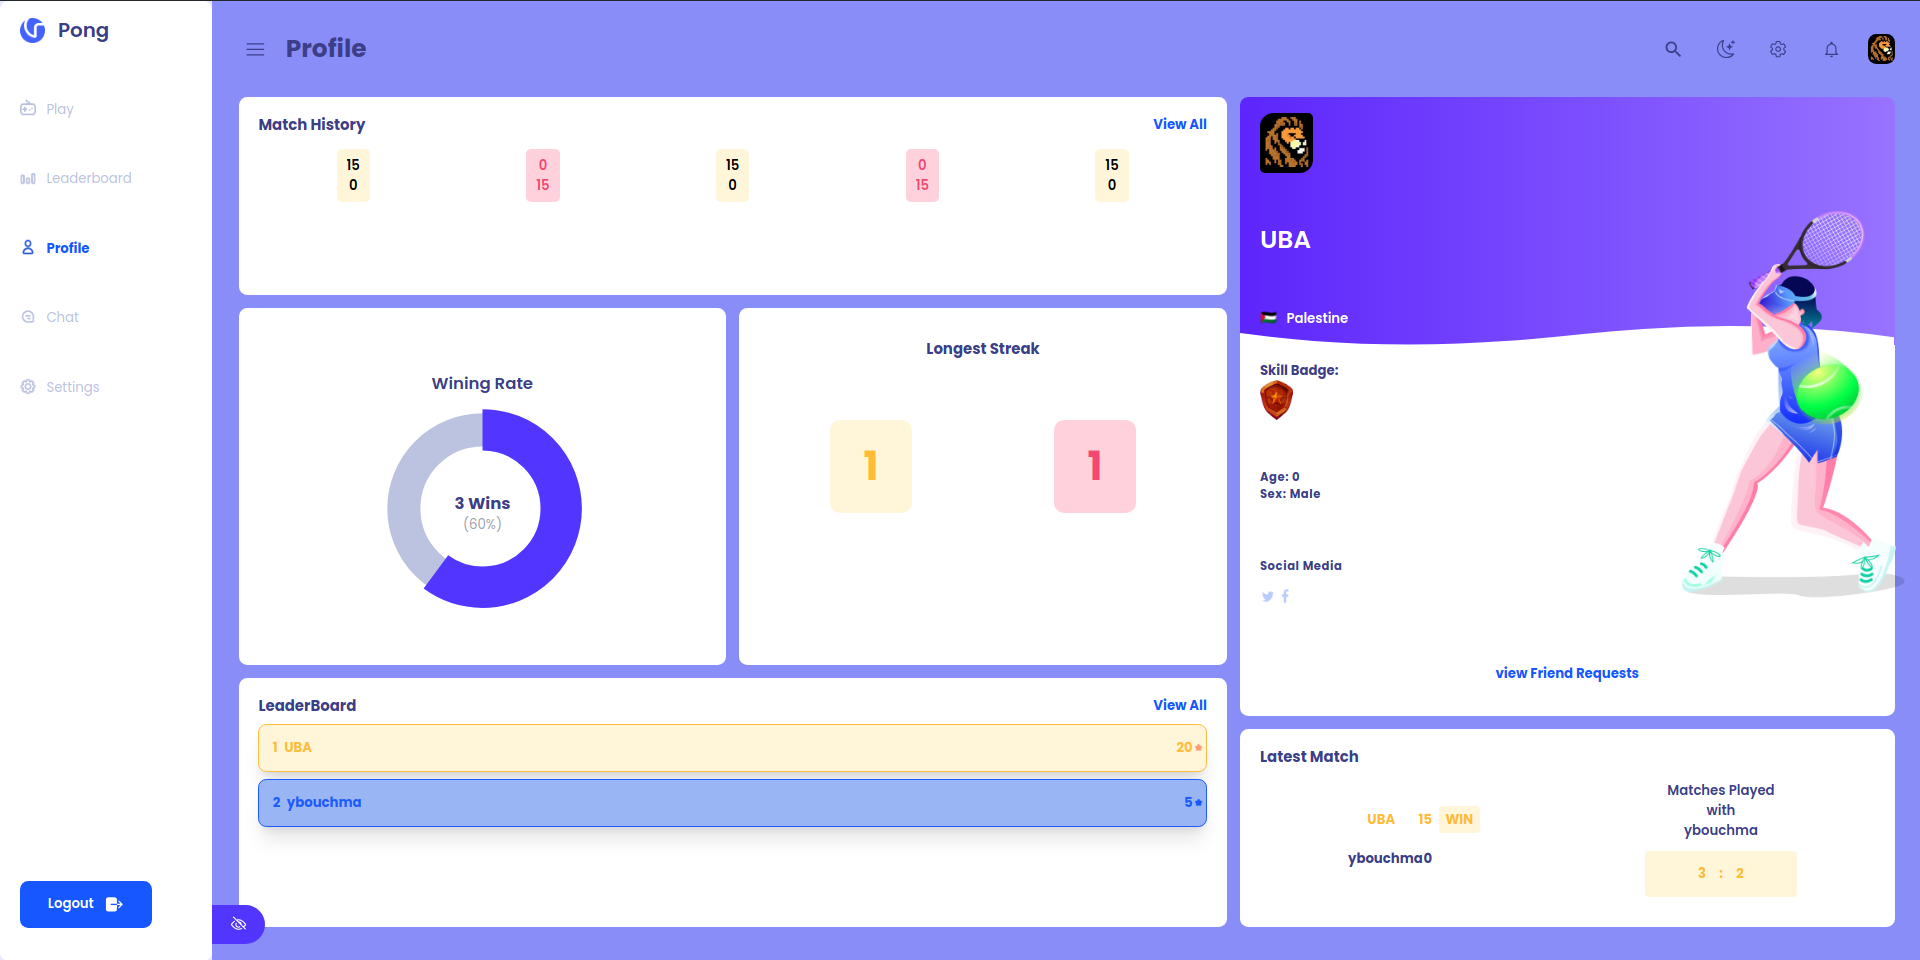 Pong
Play
Leaderboard
Profile
Chat
Settings
Logout
Profile
Match History
View All
15
0
0
15
15
0
0
15
15
0
Wining Rate
3 Wins
(60%)
Longest Streak
1
1
LeaderBoard
View All
1 UBA 20
2 ybouchma 5
UBA
Palestine
Skill Badge:
Age: 0
Sex: Male
Social Media
view Friend Requests
Latest Match
UBA 15 WIN
ybouchma0
Matches Played
with
ybouchma
3 : 2